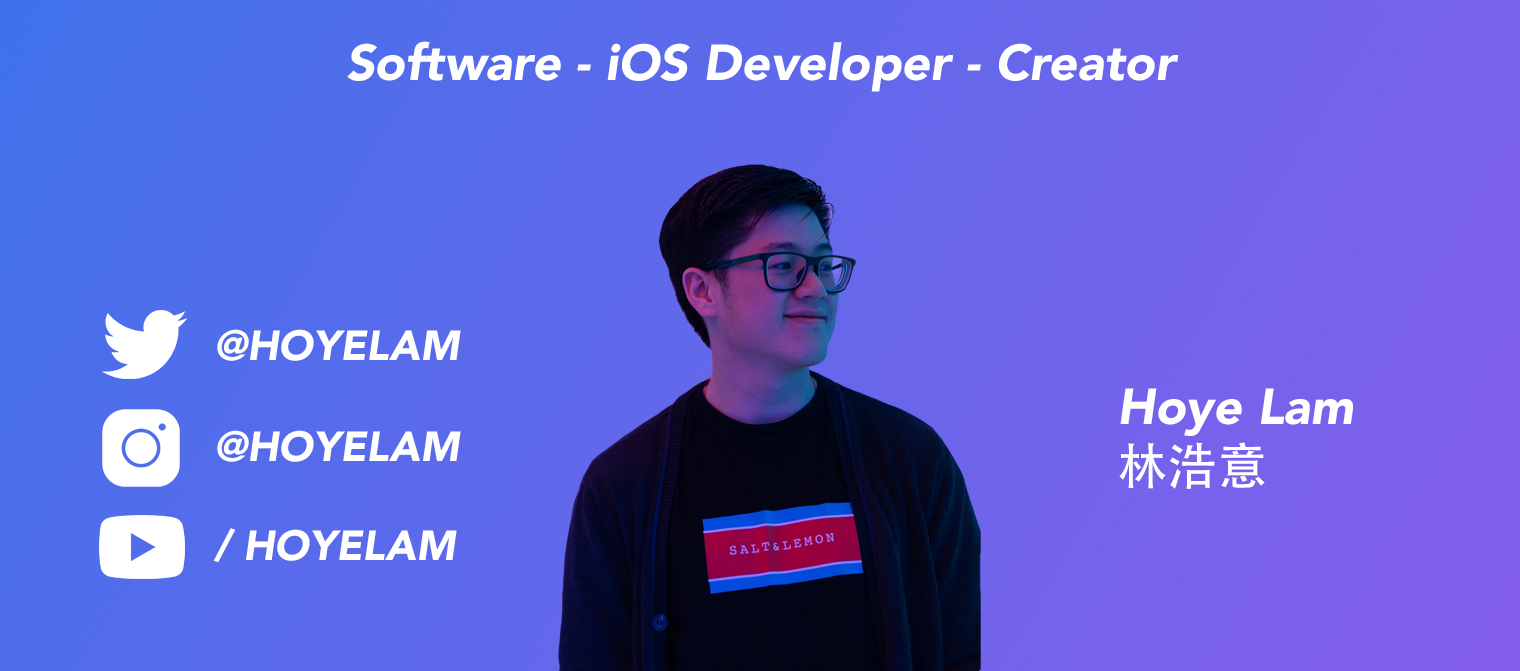 Software - iOS Developer - Creator
@HOYELAM
@HOYELAM
/ HOYELAM
Hoye Lam
林浩意
SALT&LEMON